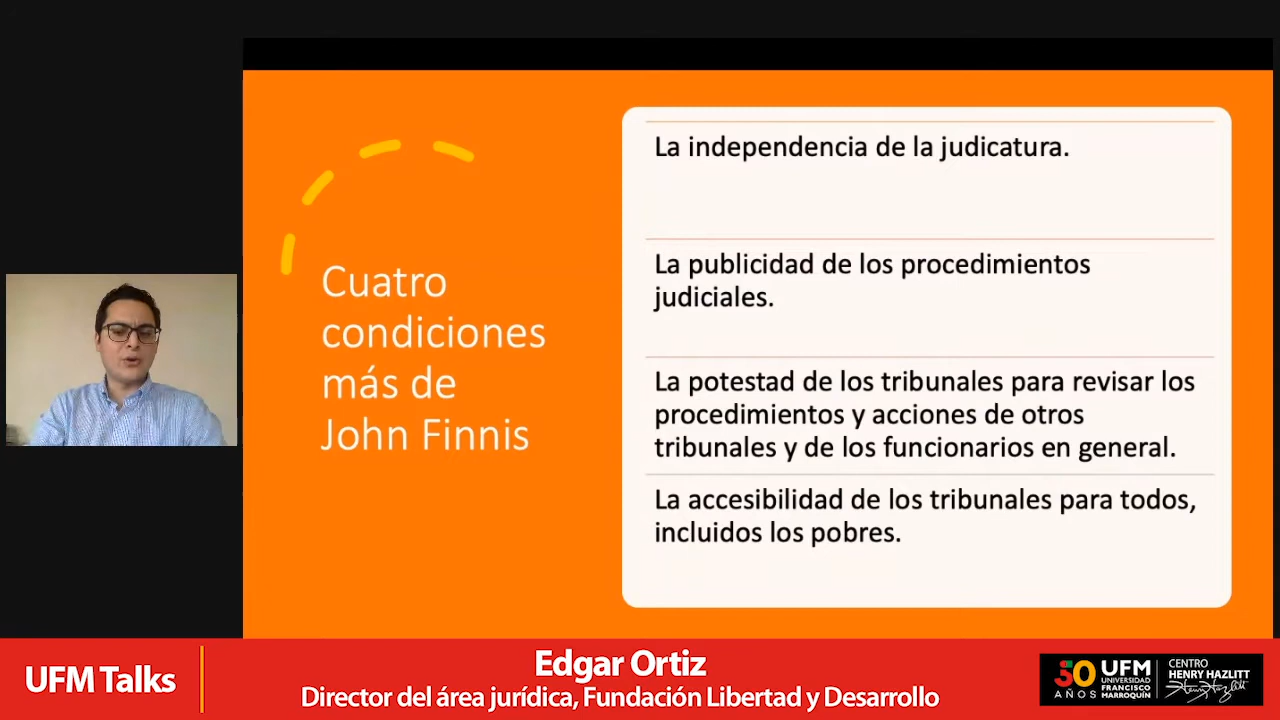 Cuatro
condiciones
más de
John Finnis
La independencia de la judicatura.
La publicidad de los procedimientos
judiciales.
La potestad de los tribunales para revisar los
procedimientos y acciones de otros
tribunales y de los funcionarios en general.
La accesibilidad de los tribunales para todos,
incluidos los pobres.
UFM Talks
Edgar Ortiz
Director del área jurídica, Fundación Libertad y Desarrollo
50
AÑOS
UFM
UNIVERSIDAD
FRANCISCO
MARROQUÍN
CENTRO
HENRY HAZLITT